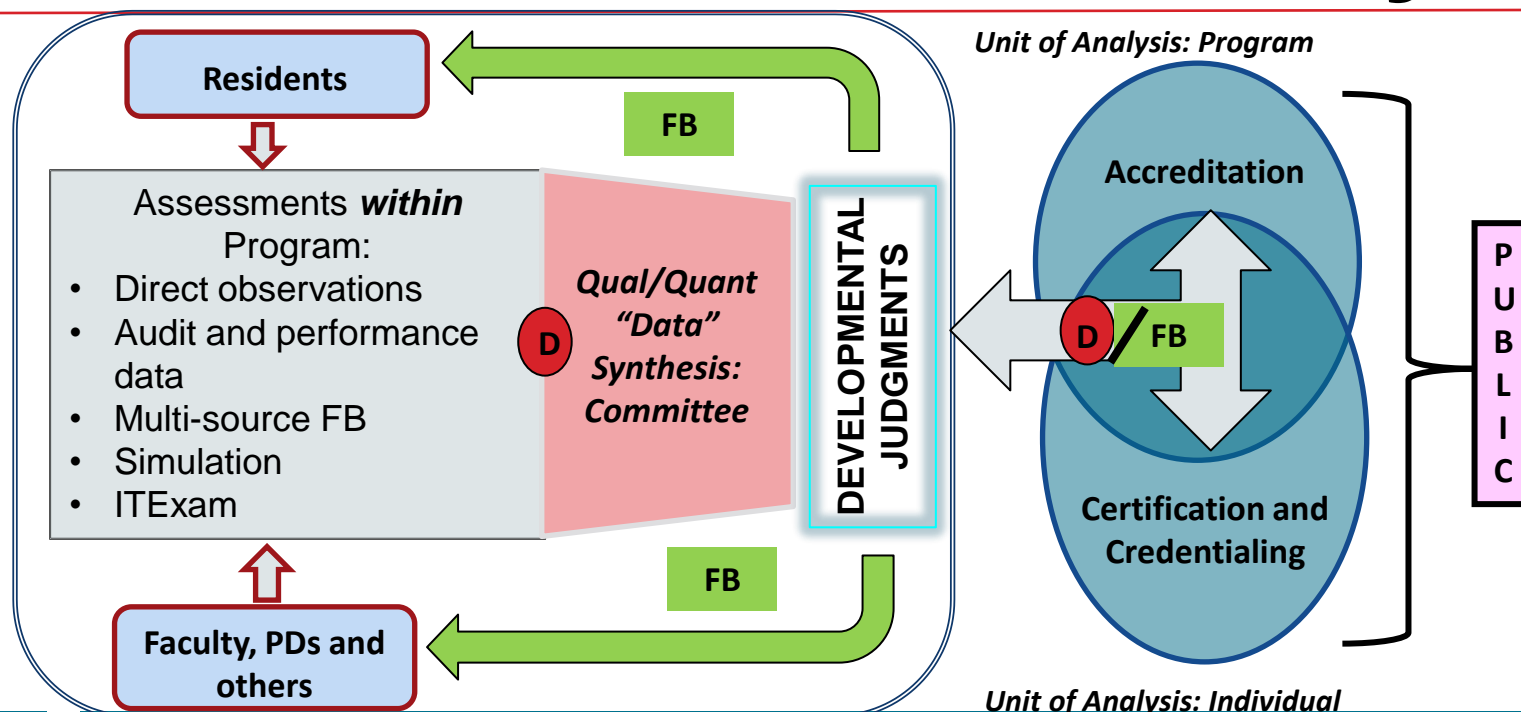 Unit of Analysis: Program
Residents
FB
Accreditation
Assessments within
Program:
• Direct observations
• Audit and performance
data
• Multi-source FB
• Simulation
• ITExam
D
Qual/Quant
“Data”
Synthesis:
Committee
DEVELOPMENTAL
JUDGMENTS
D / FB
P
U
B
L
I
C
Certification and
Credentialing
FB
Faculty, PDs and
others
Unit of Analysis: Individual